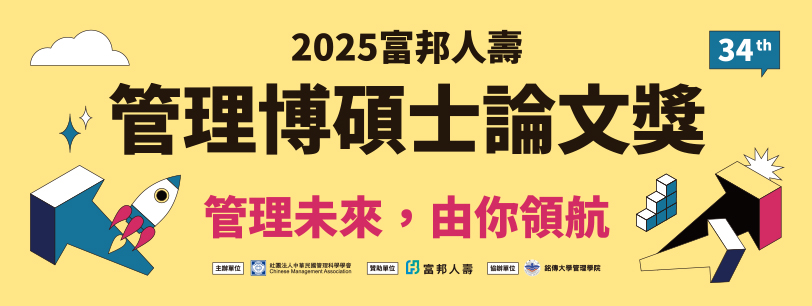 2025富邦人壽
34th
管理博碩士論文獎
管理未來，由你領航
主辦單位 社團法人中華民國管理科學學會
Chinese Management Association
贊助單位 富邦人壽
協辦單位 銘傳大學管理學院